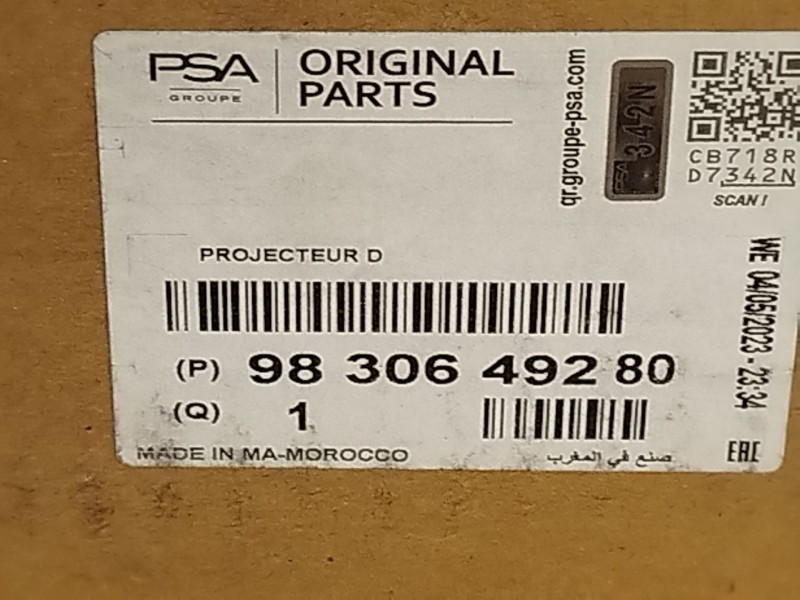 PSA
GROUPE
ORIGINAL
PARTS
qr.groupe-psa.com
PSA 342N
CB718R
D7342N
SCAN!
PROJECTEUR D
WE 04/05/2023 - 23:34
(P) 98 306 492 80
(Q) 1
MADE IN MA-MOROCCO
صنع في المغرب
EAC